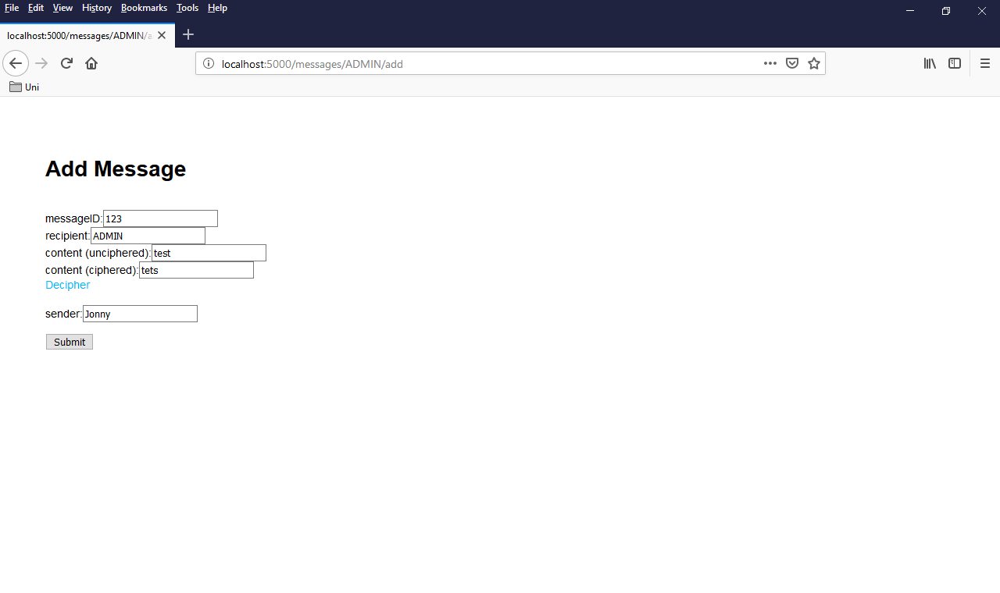 File Edit View History Bookmarks Tools Help
localhost:5000/messages/ADMIN/a
localhost:5000/messages/ADMIN/add
Uni
Add Message
messageID: 123
recipient: ADMIN
content (unciphered): test
content (ciphered): tets
Decipher
sender: Jonny
Submit